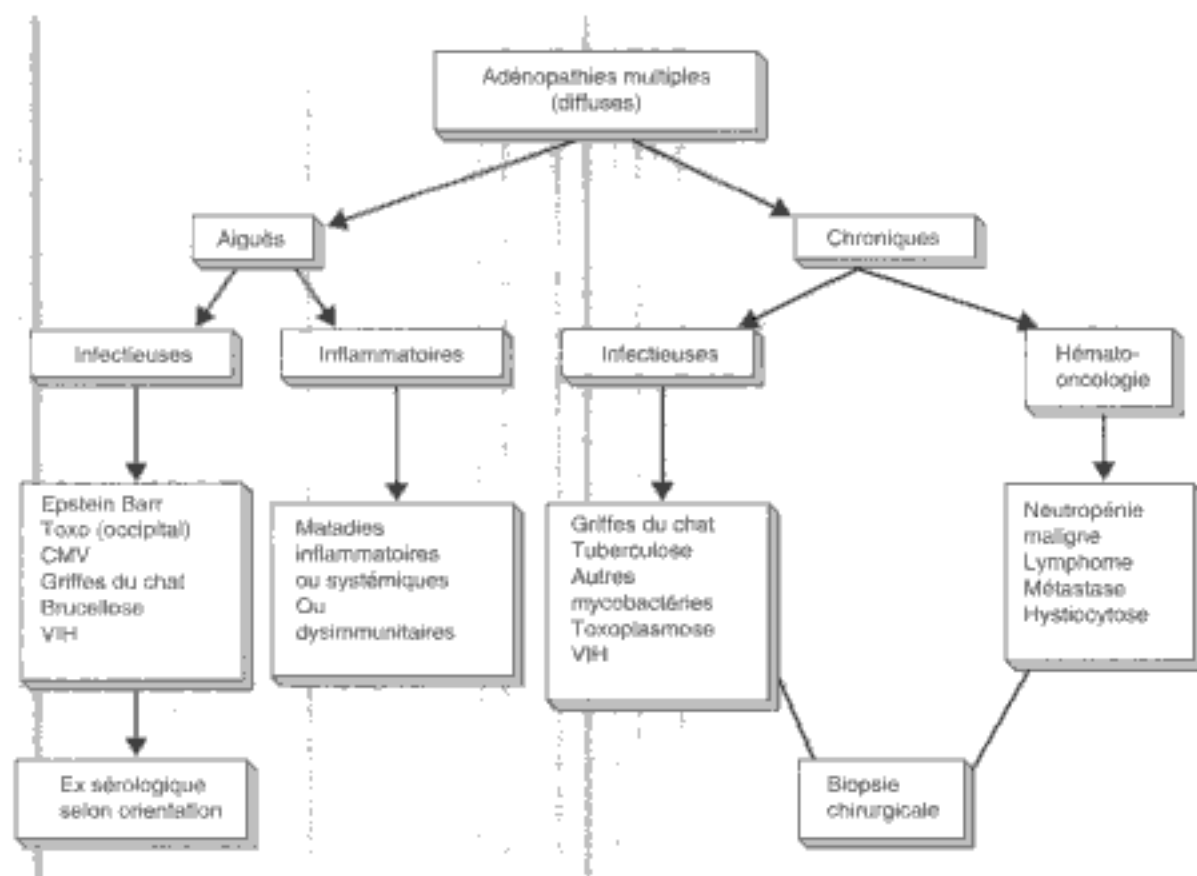 Adénopathies multiples
(diffuses)
Aiguës
Chroniques
Infectieuses
Inflammatoires
Infectieuses
Hémato-
oncologie
Epstein Barr
Toxo (occipital)
CMV
Griffes du chat
Brucellose
VIH
Maladies
inflammatoires
ou systémiques
Ou
dysimmunitaires
Griffes du chat
Tuberculose
Autres
mycobactéries
Toxoplasmose
VIH
Neutropénie
maligne
Lymphome
Métastase
Hystiocytose
Ex sérologique
selon orientation
Biopsie
chirurgicale